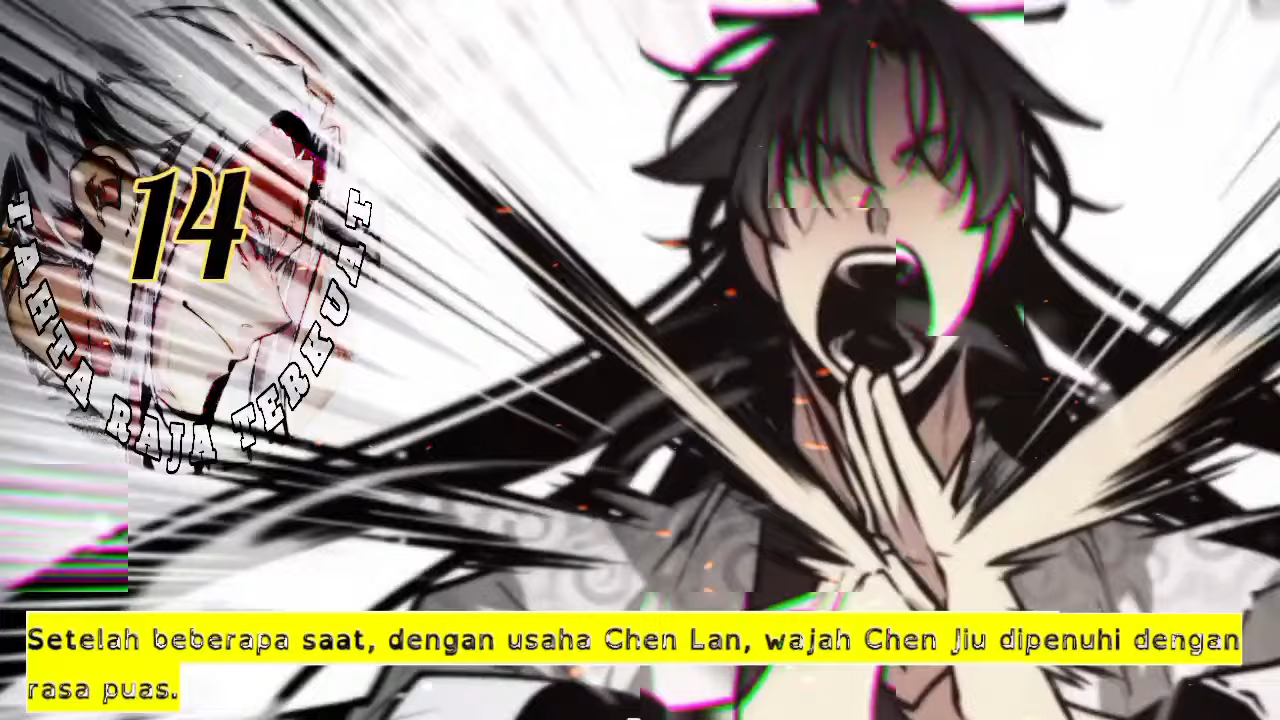 14
TAHTA RAJA TERKUAT
Setelah beberapa saat, dengan usaha Chen Lan, wajah Chen Jiu dipenuhi dengan
rasa puas.